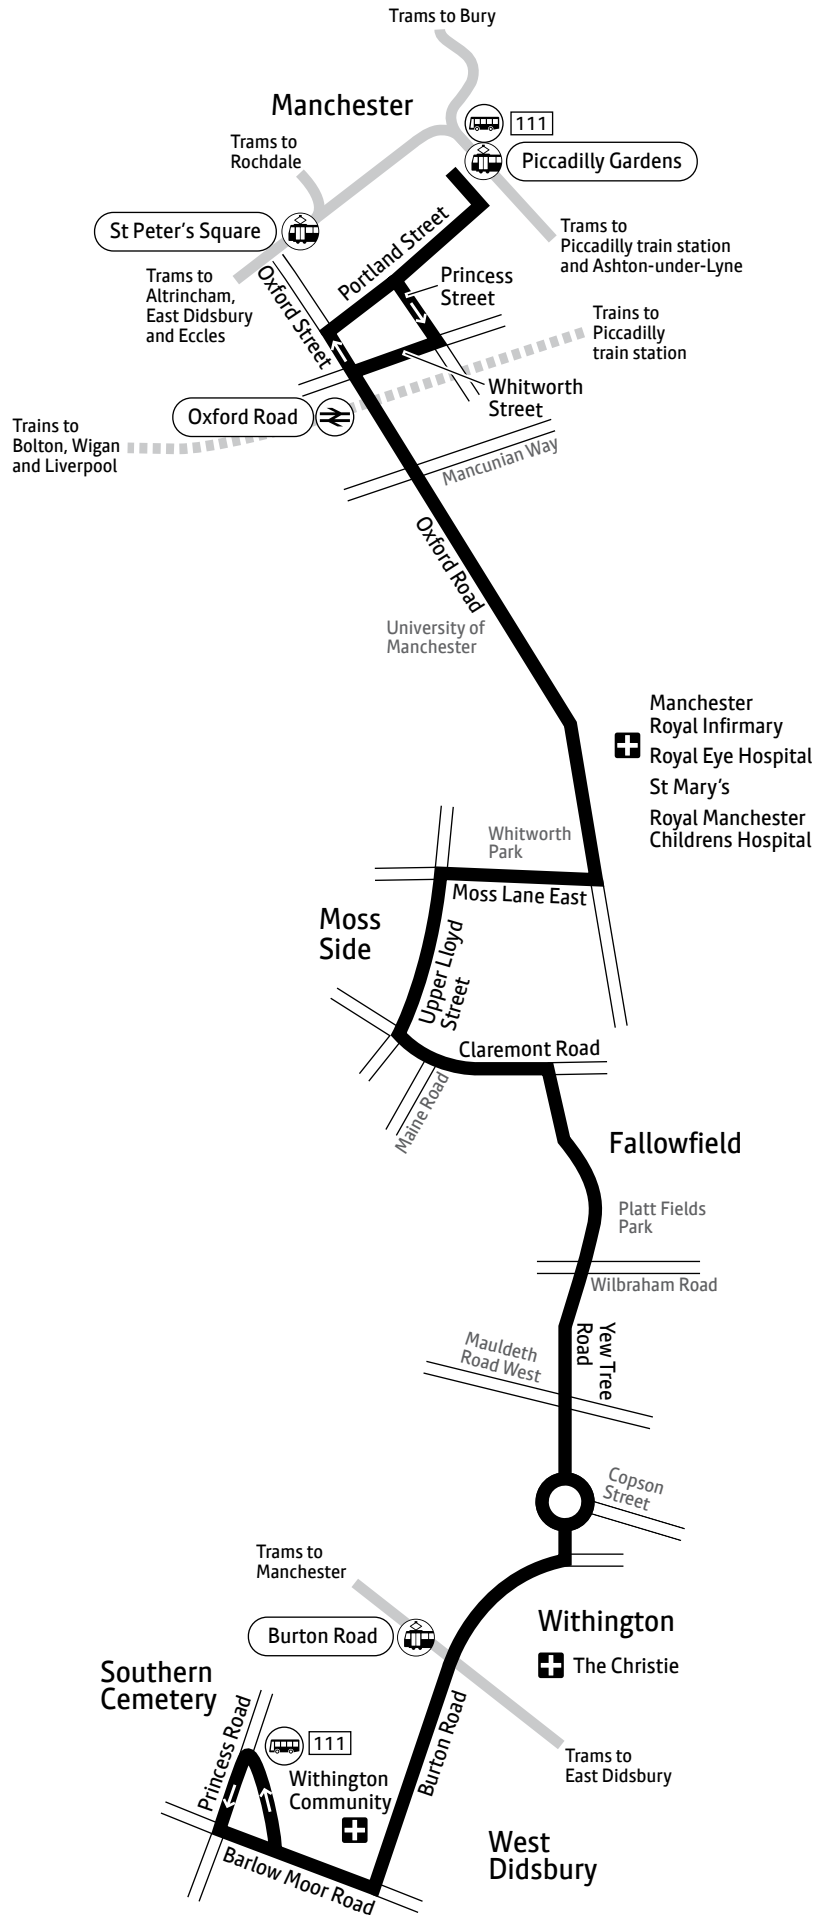 Trams to Bury
Manchester
111
Trams to
Rochdale
Piccadilly Gardens
St Peter's Square
Portland Street
Trams to
Piccadilly train station
and Ashton-under-Lyne
Trams to
Altrincham,
East Didsbury
and Eccles
Oxford Street
Princess
Street
Trains to
Piccadilly
train station
Whitworth
Street
Oxford Road
Trains to
Bolton, Wigan
and Liverpool
Mancunian Way
Oxford Road
University of
Manchester
Manchester
Royal Infirmary
Royal Eye Hospital
St Mary's
Royal Manchester
Childrens Hospital
Whitworth
Park
Moss Lane East
Moss
Side
Upper Lloyd
Street
Claremont Road
Maine Road
Fallowfield
Platt Fields
Park
Wilbraham Road
Yew Tree
Road
Mauldeth
Road West
Copson
Street
Trams to
Manchester
Withington
Burton Road
The Christie
Southern
Cemetery
Princess Road
111
Burton Road
Trams to
East Didsbury
Withington
Community
West
Didsbury
Barlow Moor Road